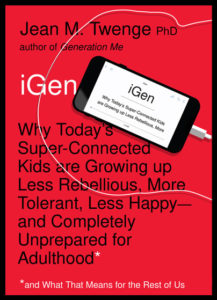 Jean M. Twenge PhD
author of Generation Me
iGen
iGen
Why Today's Super-Connected Kids
are Growing up Less Rebellious, More
Why Today's
Super-Connected
Kids are Growing up
Less Rebellious, More
Tolerant, Less Happy—
and Completely
Unprepared for
Adulthood*
*and What That Means for the Rest of Us